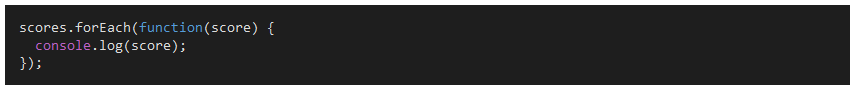 scores.forEach(function(score) {
  console.log(score);
});